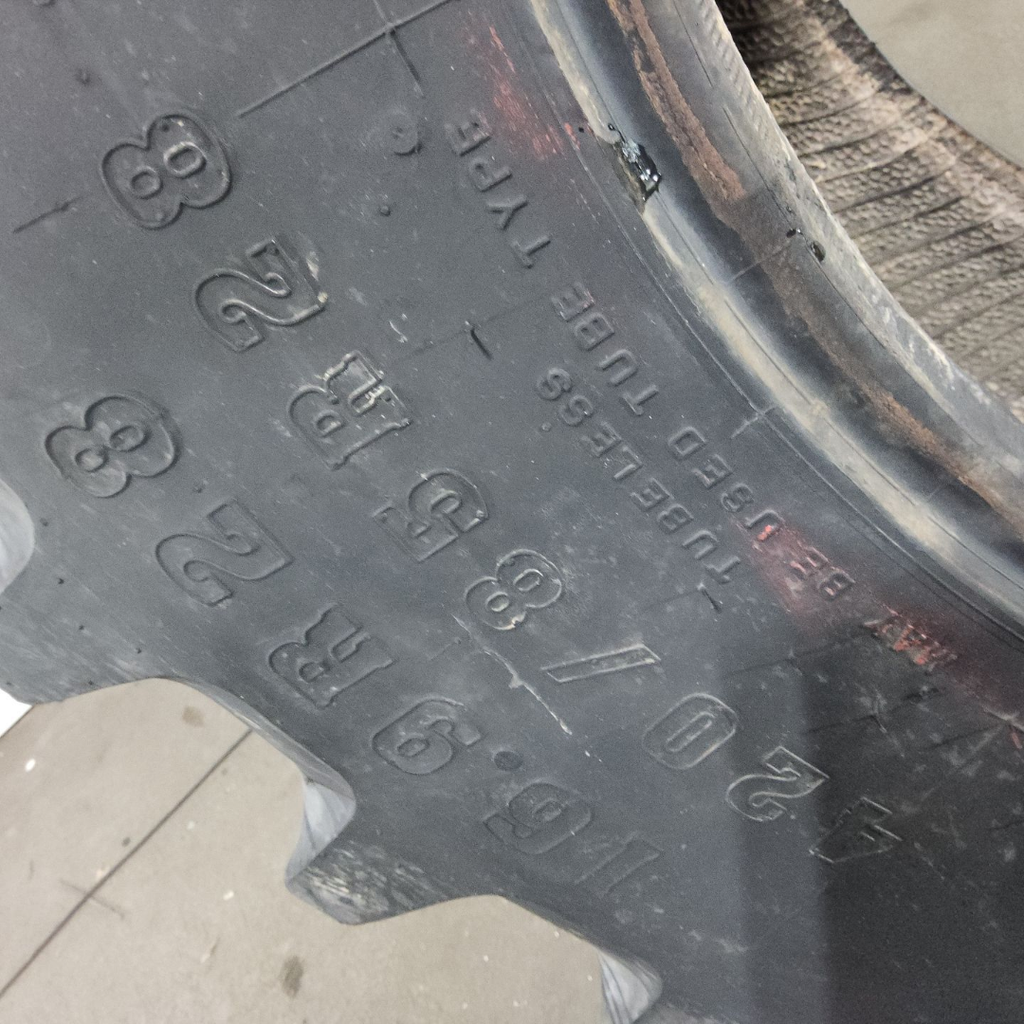 16.9R28
420/85R28
TUBELESS
MAY BE USED TUBE TYPE